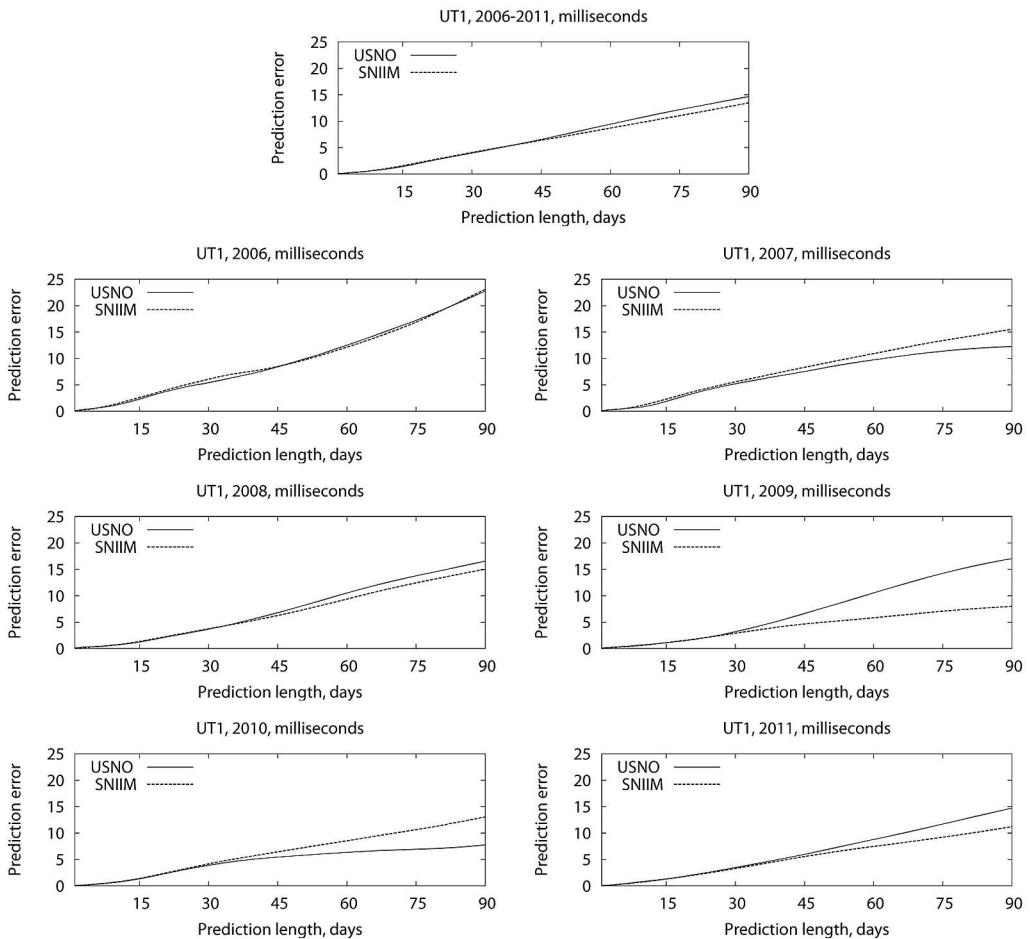 UT1, 2006-2011, milliseconds
25
20
15
10
5
0
Prediction error
USNO
SNIIM
15 30 45 60 75 90
Prediction length, days
UT1, 2006, milliseconds
25
20
15
10
5
0
Prediction error
USNO
SNIIM
15 30 45 60 75 90
Prediction length, days
UT1, 2007, milliseconds
25
20
15
10
5
0
Prediction error
USNO
SNIIM
15 30 45 60 75 90
Prediction length, days
UT1, 2008, milliseconds
25
20
15
10
5
0
Prediction error
USNO
SNIIM
15 30 45 60 75 90
Prediction length, days
UT1, 2009, milliseconds
25
20
15
10
5
0
Prediction error
USNO
SNIIM
15 30 45 60 75 90
Prediction length, days
UT1, 2010, milliseconds
25
20
15
10
5
0
Prediction error
USNO
SNIIM
15 30 45 60 75 90
Prediction length, days
UT1, 2011, milliseconds
25
20
15
10
5
0
Prediction error
USNO
SNIIM
15 30 45 60 75 90
Prediction length, days